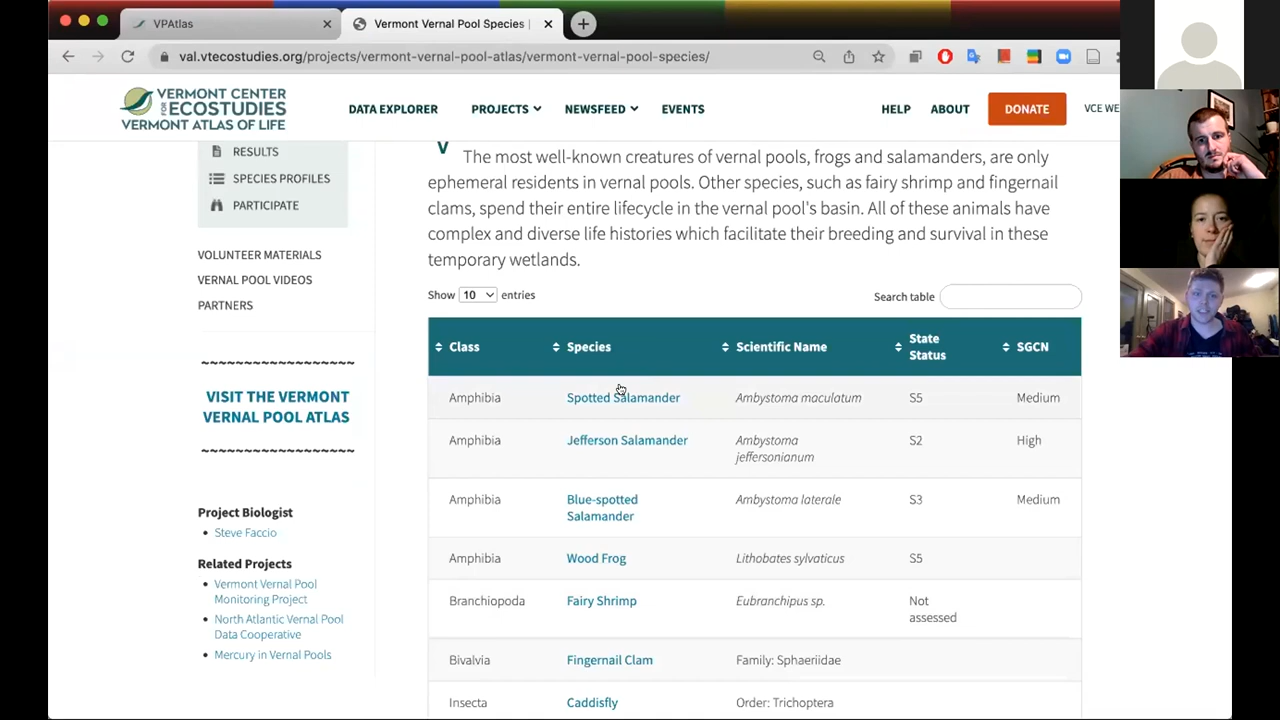 VPAtlas
Vermont Vernal Pool Species |
val.vtecostudies.org/projects/vermont-vernal-pool-atlas/vermont-vernal-pool-species/
VERMONT CENTER
FOR ECOSTUDIES
VERMONT ATLAS OF LIFE
DATA EXPLORER
PROJECTS
NEWSFEED
EVENTS
HELP
ABOUT
DONATE
VCE WE
RESULTS
SPECIES PROFILES
PARTICIPATE
VOLUNTEER MATERIALS
VERNAL POOL VIDEOS
PARTNERS
~~~~~~~~~~~~~~~~~
VISIT THE VERMONT
VERNAL POOL ATLAS
~~~~~~~~~~~~~~~~~
Project Biologist
• Steve Faccio
Related Projects
• Vermont Vernal Pool
Monitoring Project
• North Atlantic Vernal Pool
Data Cooperative
• Mercury in Vernal Pools
The most well-known creatures of vernal pools, frogs and salamanders, are only
ephemeral residents in vernal pools. Other species, such as fairy shrimp and fingernail
clams, spend their entire lifecycle in the vernal pool's basin. All of these animals have
complex and diverse life histories which facilitate their breeding and survival in these
temporary wetlands.
Show 10 entries
Search table
Class Species Scientific Name State Status SGCN
Amphibia Spotted Salamander Ambystoma maculatum S5 Medium
Amphibia Jefferson Salamander Ambystoma jeffersonianum S2 High
Amphibia Blue-spotted Salamander Ambystoma laterale S3 Medium
Amphibia Wood Frog Lithobates sylvaticus S5
Branchiopoda Fairy Shrimp Eubranchipus sp. Not assessed
Bivalvia Fingernail Clam Family: Sphaeriidae
Insecta Caddisfly Order: Trichoptera